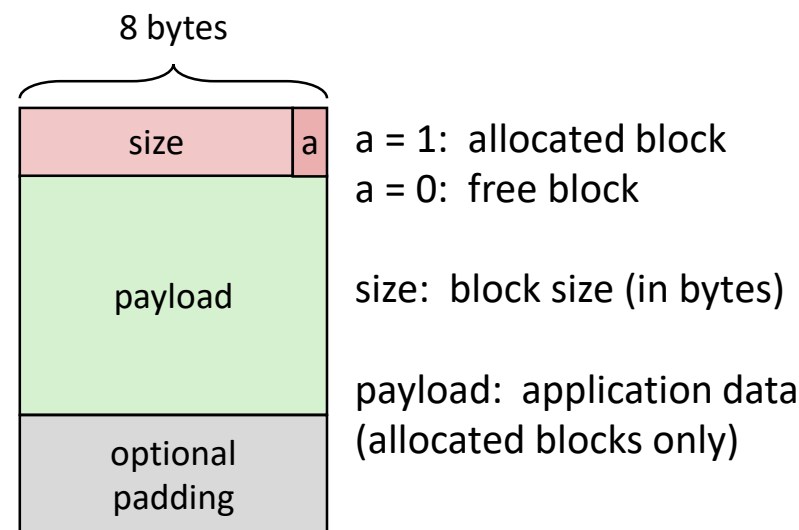 8 bytes
size
a
a = 1: allocated block
a = 0: free block
payload
size: block size (in bytes)
payload: application data
(allocated blocks only)
optional
padding